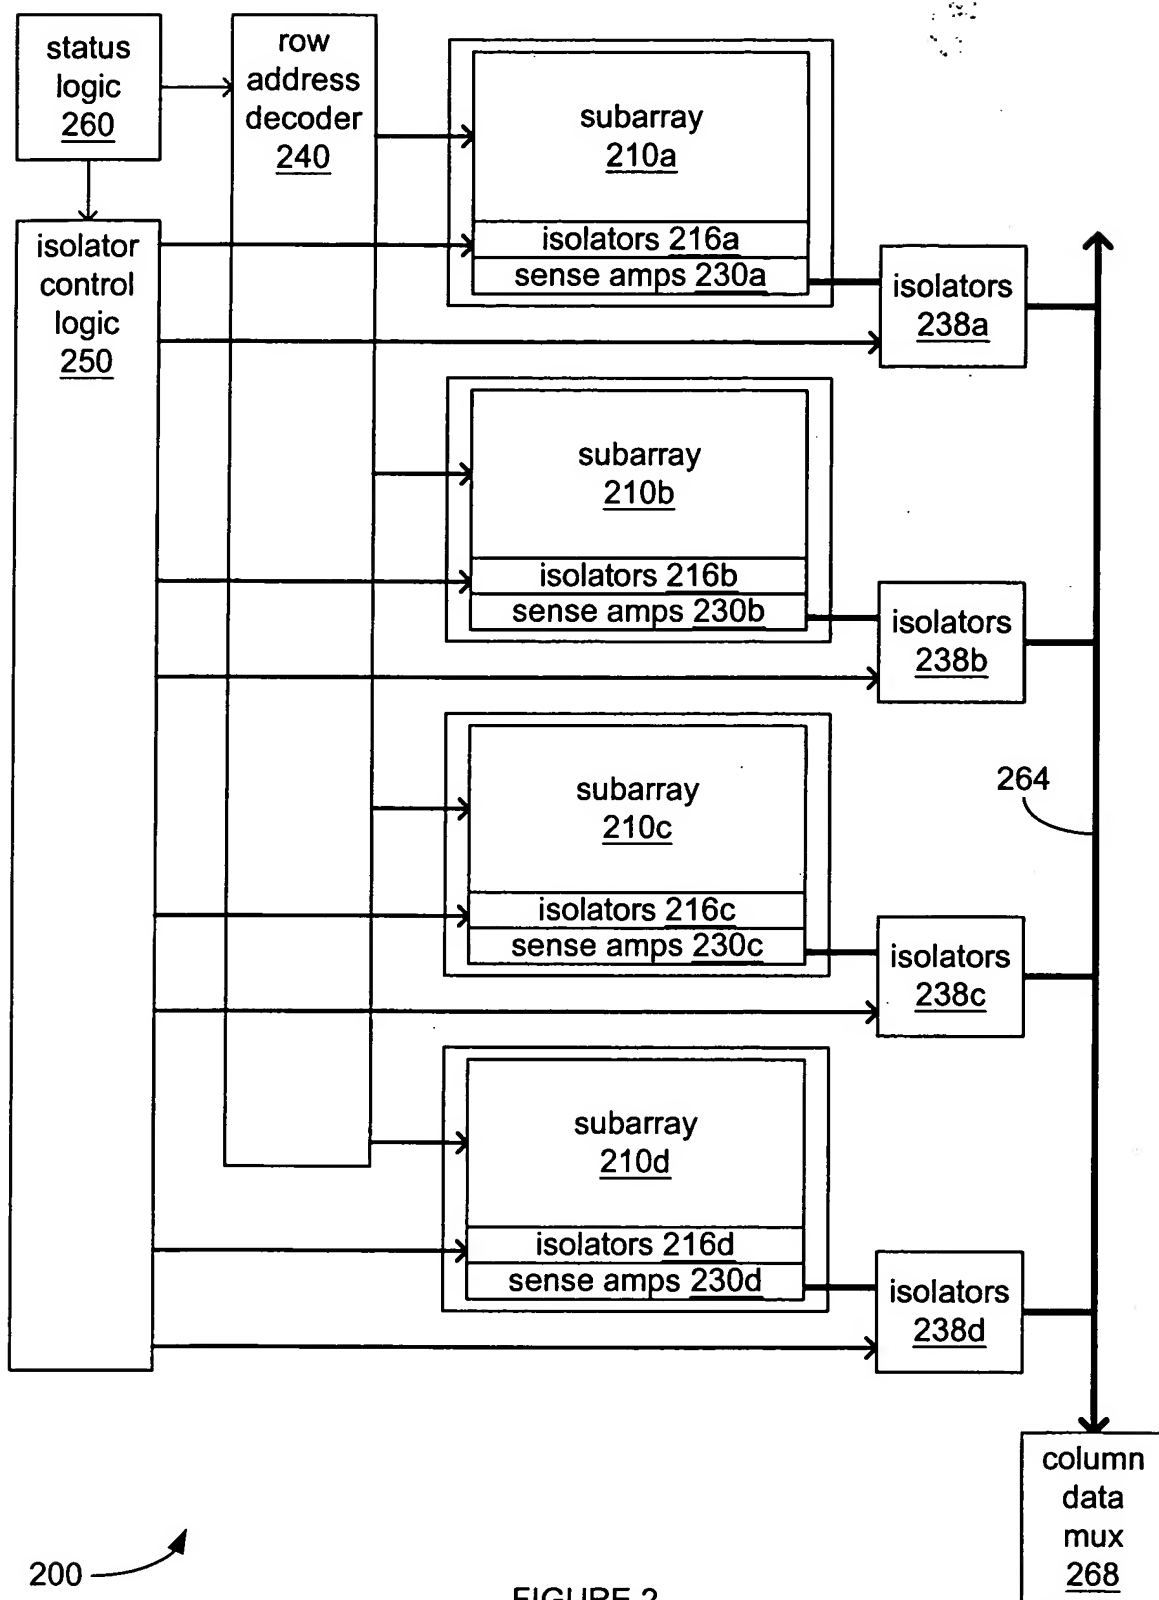 status
logic
260
row
address
decoder
240
subarray
210a
isolators 216a
sense amps 230a
isolator
control
logic
250
isolators
238a
subarray
210b
isolators 216b
sense amps 230b
isolators
238b
subarray
210c
isolators 216c
sense amps 230c
264
isolators
238c
subarray
210d
isolators 216d
sense amps 230d
isolators
238d
column
data
mux
268
200
FIGURE 2